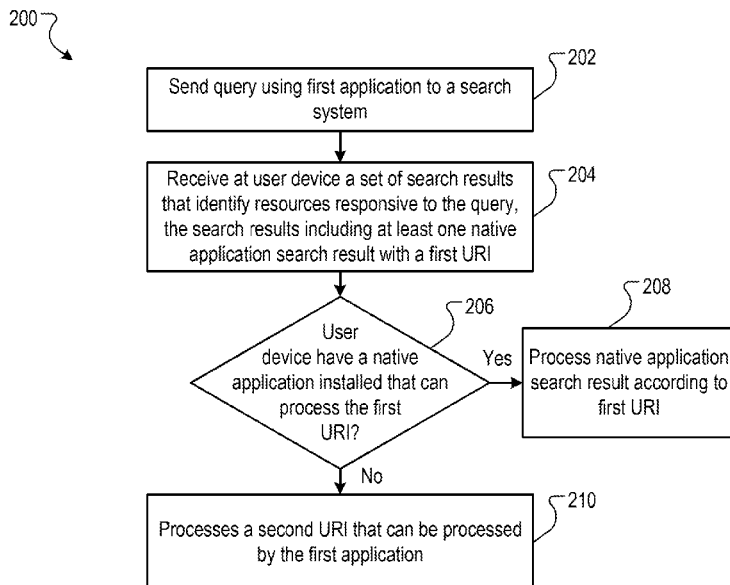 200
202
Send query using first application to a search
system
204
Receive at user device a set of search results
that identify resources responsive to the query,
the search results including at least one native
application search result with a first URI
206
User
device have a native
application installed that can
process the first
URI?
Yes
208
Process native application
search result according to
first URI
No
210
Processes a second URI that can be processed
by the first application